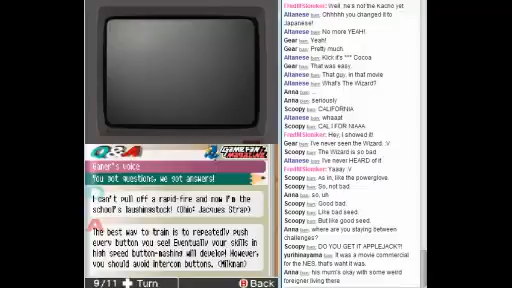 Q&A
GAMEFAN
MAGAZINE
Gamer's voice
You got questions, we got answers!
I can't pull off a rapid-fire and now I'm the
school's laughingstock! (Ohio: Jacques Strap)
The best way to train is to repeatedly push
every button you see! Eventually your skills in
high speed button-mashing will develop! However,
you should avoid intercom buttons. (Milkman)
9/11 Turn
B Back
Well, he's not the Kacho yet
Altanese Ohhhhh you changed it to
Japanese!
Altanese No more YEAH!
Gear Yeah!
Gear Pretty much.
Altanese Kick it's *** Cocoa
Gear That was easy.
Altanese That guy, in that movie
Altanese What's The Wizard?
Anna ...
Anna seriously
Scoopy CALIFORNIA
Altanese whaaat
Scoopy CAL I FOR NIAAA
Hey, I showed it!
Gear I've never seen the Wizard :V
Scoopy The Wizard is so bad
Altanese I've never HEARD of it
Yaaay :V
Scoopy As in, like the powerglove.
Scoopy So, not bad.
Anna so, uh
Scoopy Good bad.
Scoopy Like bad seed.
Scoopy But like good seed.
Anna where are you staying between
challenges?
Scoopy DO YOU GET IT APPLEJACK?!
yurihinayama it was a movie commercial
for the NES, that's waht it was.
Anna his mum's okay with some weird
foreigner living there